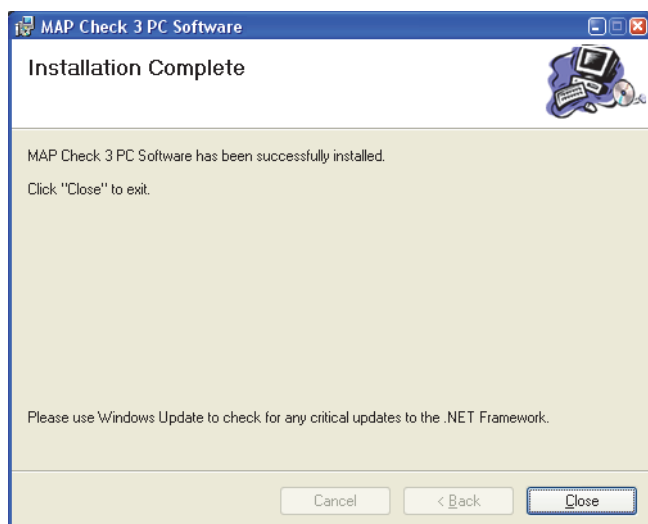 MAP Check 3 PC Software
Installation Complete
MAP Check 3 PC Software has been successfully installed.
Click "Close" to exit.
Please use Windows Update to check for any critical updates to the .NET Framework.
Cancel
< Back
Close